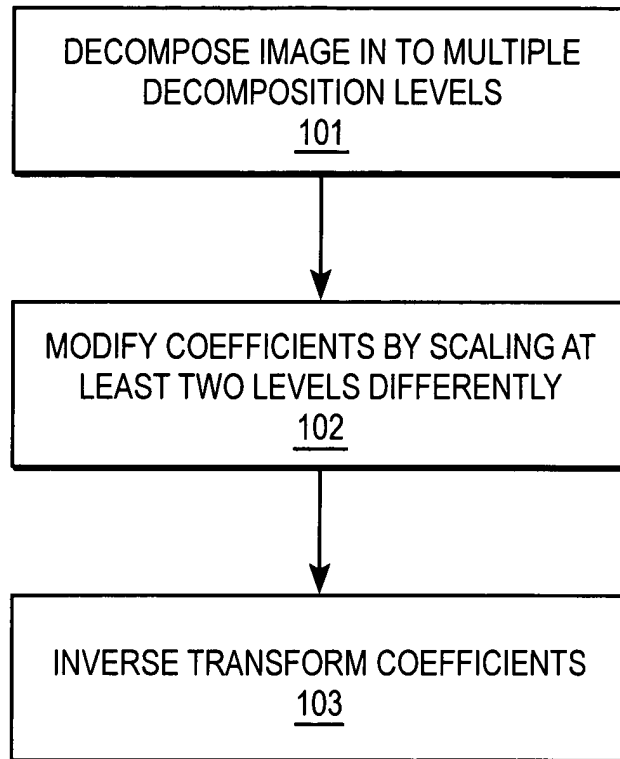 DECOMPOSE IMAGE IN TO MULTIPLE
DECOMPOSITION LEVELS
101
MODIFY COEFFICIENTS BY SCALING AT
LEAST TWO LEVELS DIFFERENTLY
102
INVERSE TRANSFORM COEFFICIENTS
103